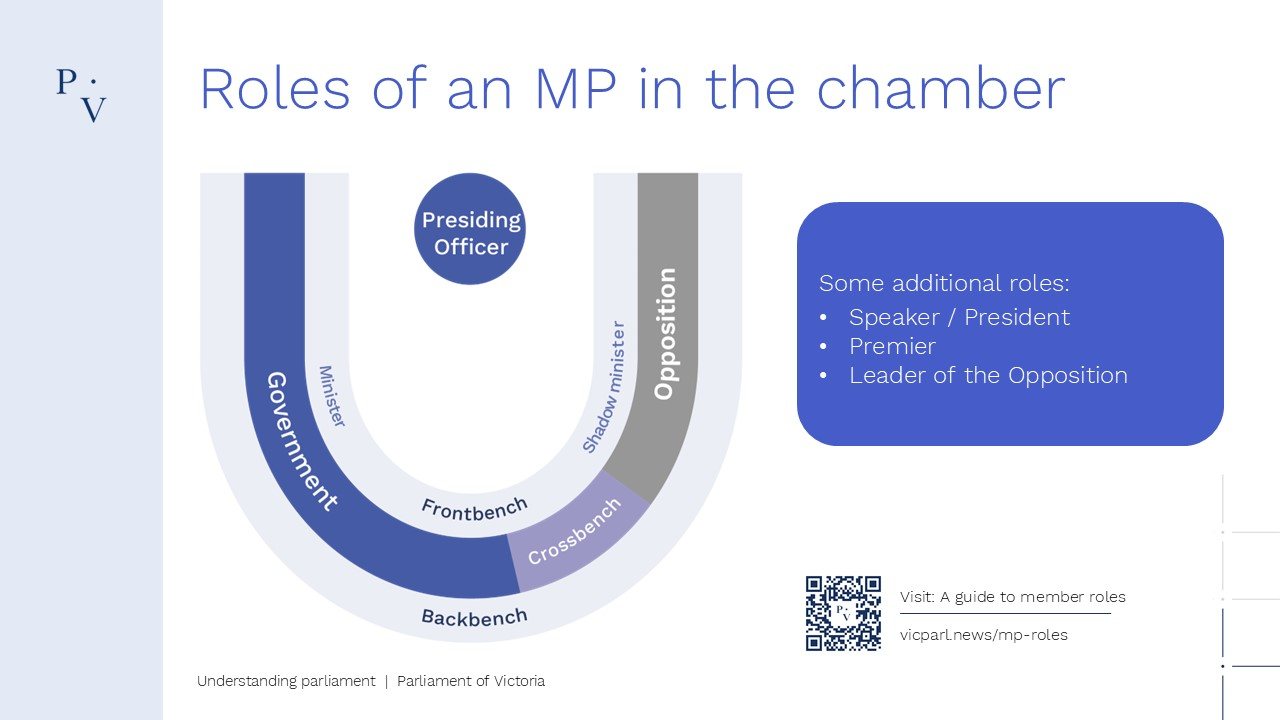 P
V
Roles of an MP in the chamber
Presiding
Officer
Government
Minister
Opposition
Shadow minister
Frontbench
Crossbench
Backbench
Some additional roles:
• Speaker / President
• Premier
• Leader of the Opposition
P
V
Visit: A guide to member roles
vicparl.news/mp-roles
Understanding parliament | Parliament of Victoria